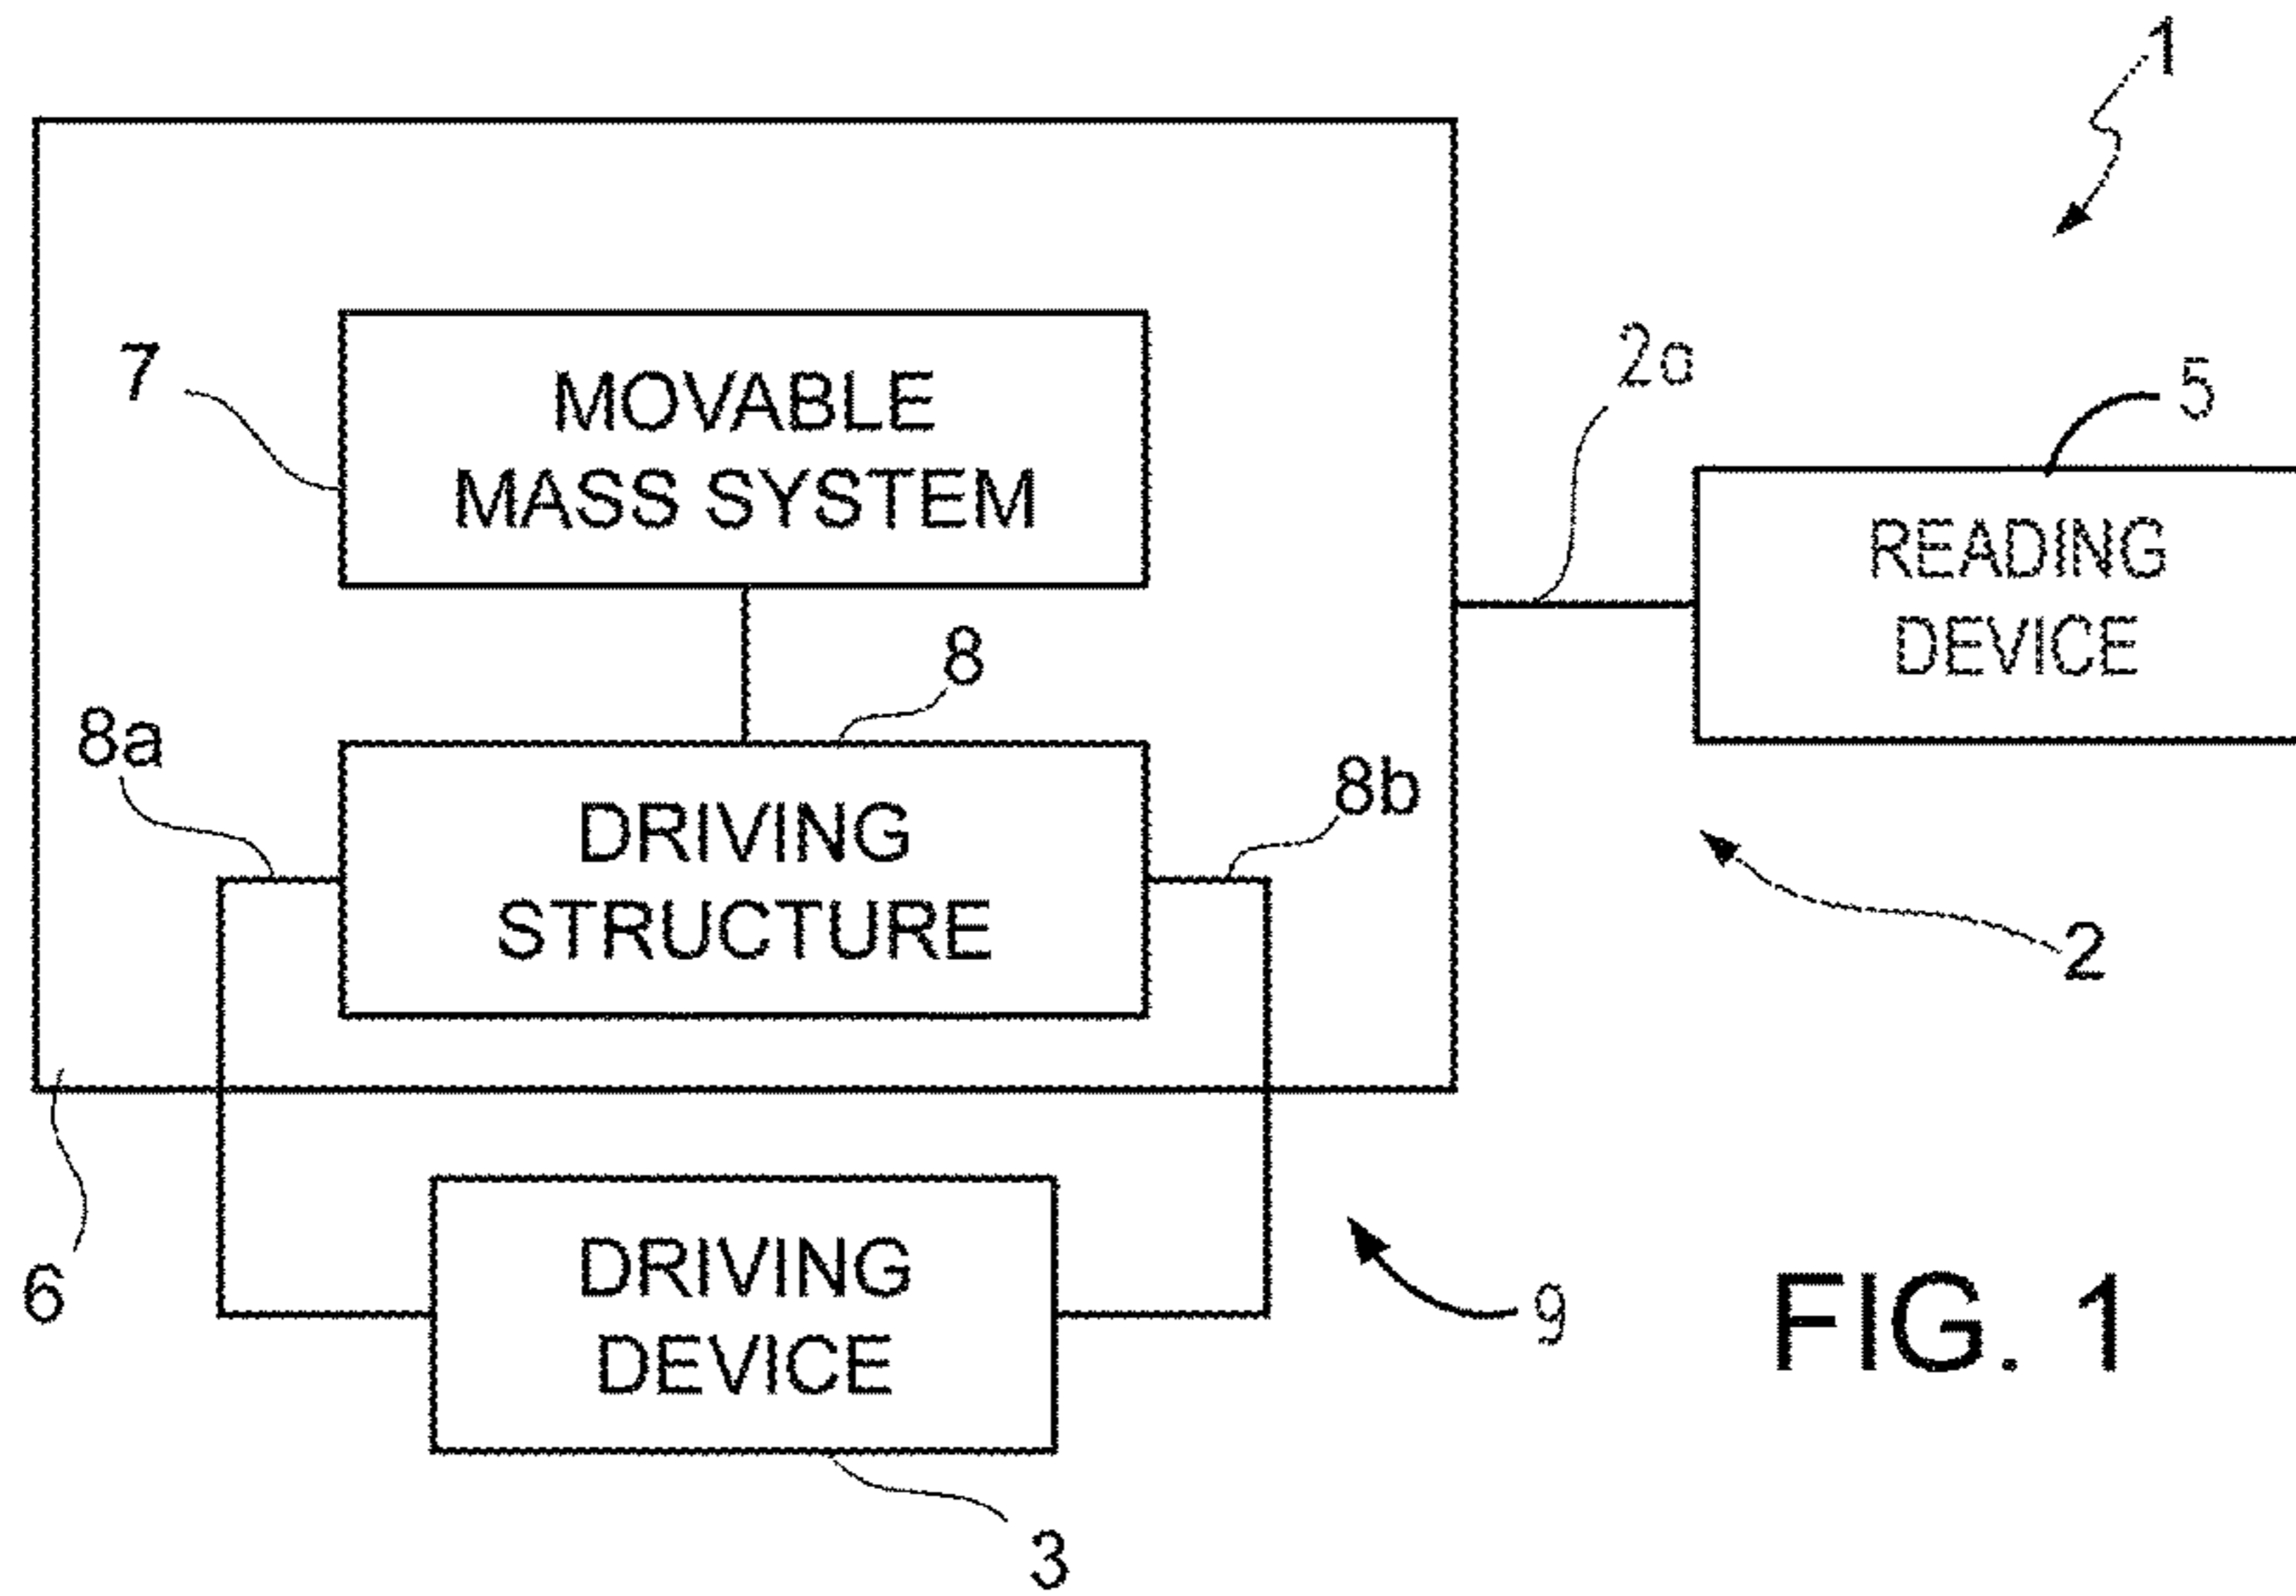 1
7
MOVABLE
MASS SYSTEM
2a
5
READING
DEVICE
8
8a
8b
DRIVING
STRUCTURE
2
6
DRIVING
DEVICE
9
FIG. 1
3